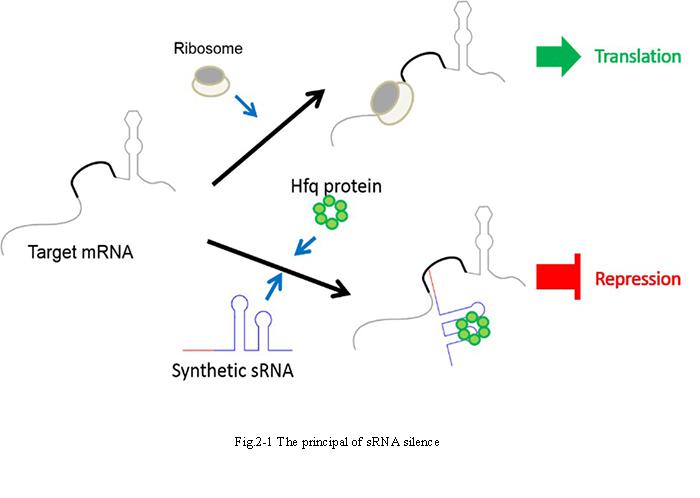 Ribosome
Translation
Hfq protein
Target mRNA
Repression
Synthetic sRNA
Fig.2-1 The principal of sRNA silence